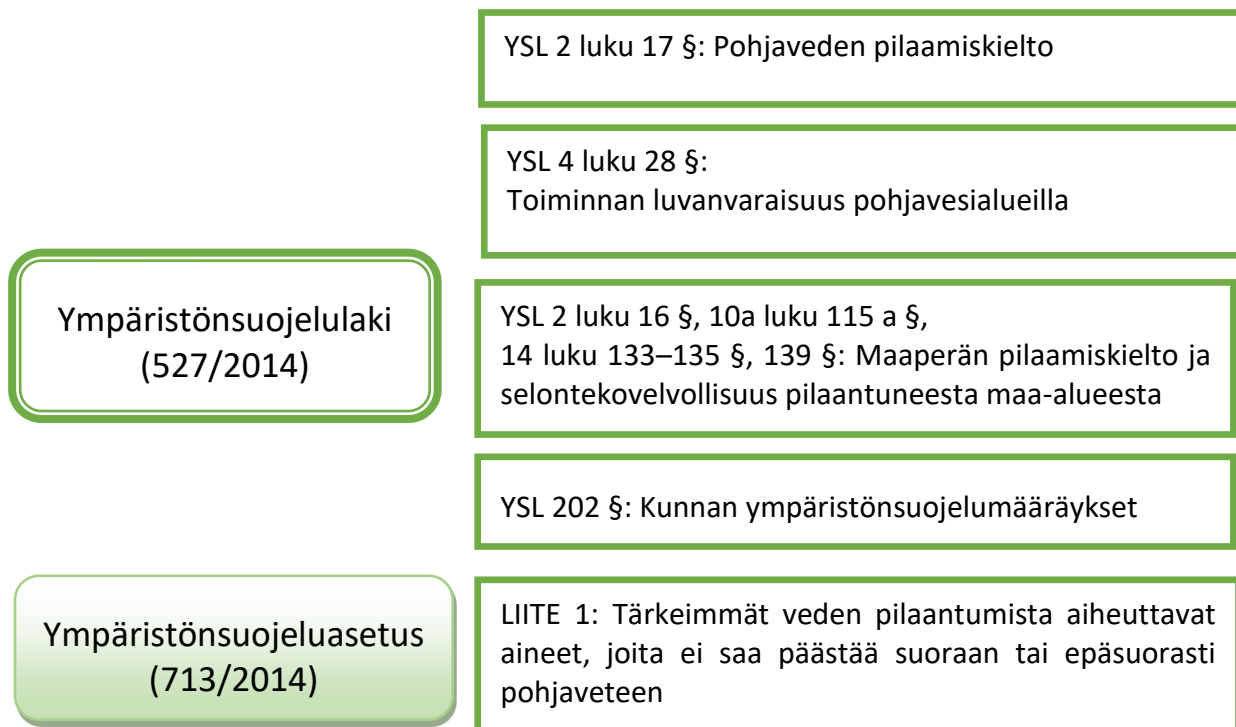 YSL 2 luku 17 §: Pohjaveden pilaamiskielto
YSL 4 luku 28 §:
Toiminnan luvanvaraisuus pohjavesialueilla
Ympäristönsuojelulaki
(527/2014)
YSL 2 luku 16 §, 10a luku 115 a §,
14 luku 133–135 §, 139 §: Maaperän pilaamiskielto ja
selontekovelvollisuus pilaantuneesta maa-alueesta
YSL 202 §: Kunnan ympäristönsuojelumääräykset
Ympäristönsuojeluasetus
(713/2014)
LIITE 1: Tärkeimmät veden pilaantumista aiheuttavat
aineet, joita ei saa päästää suoraan tai epäsuorasti
pohjaveteen